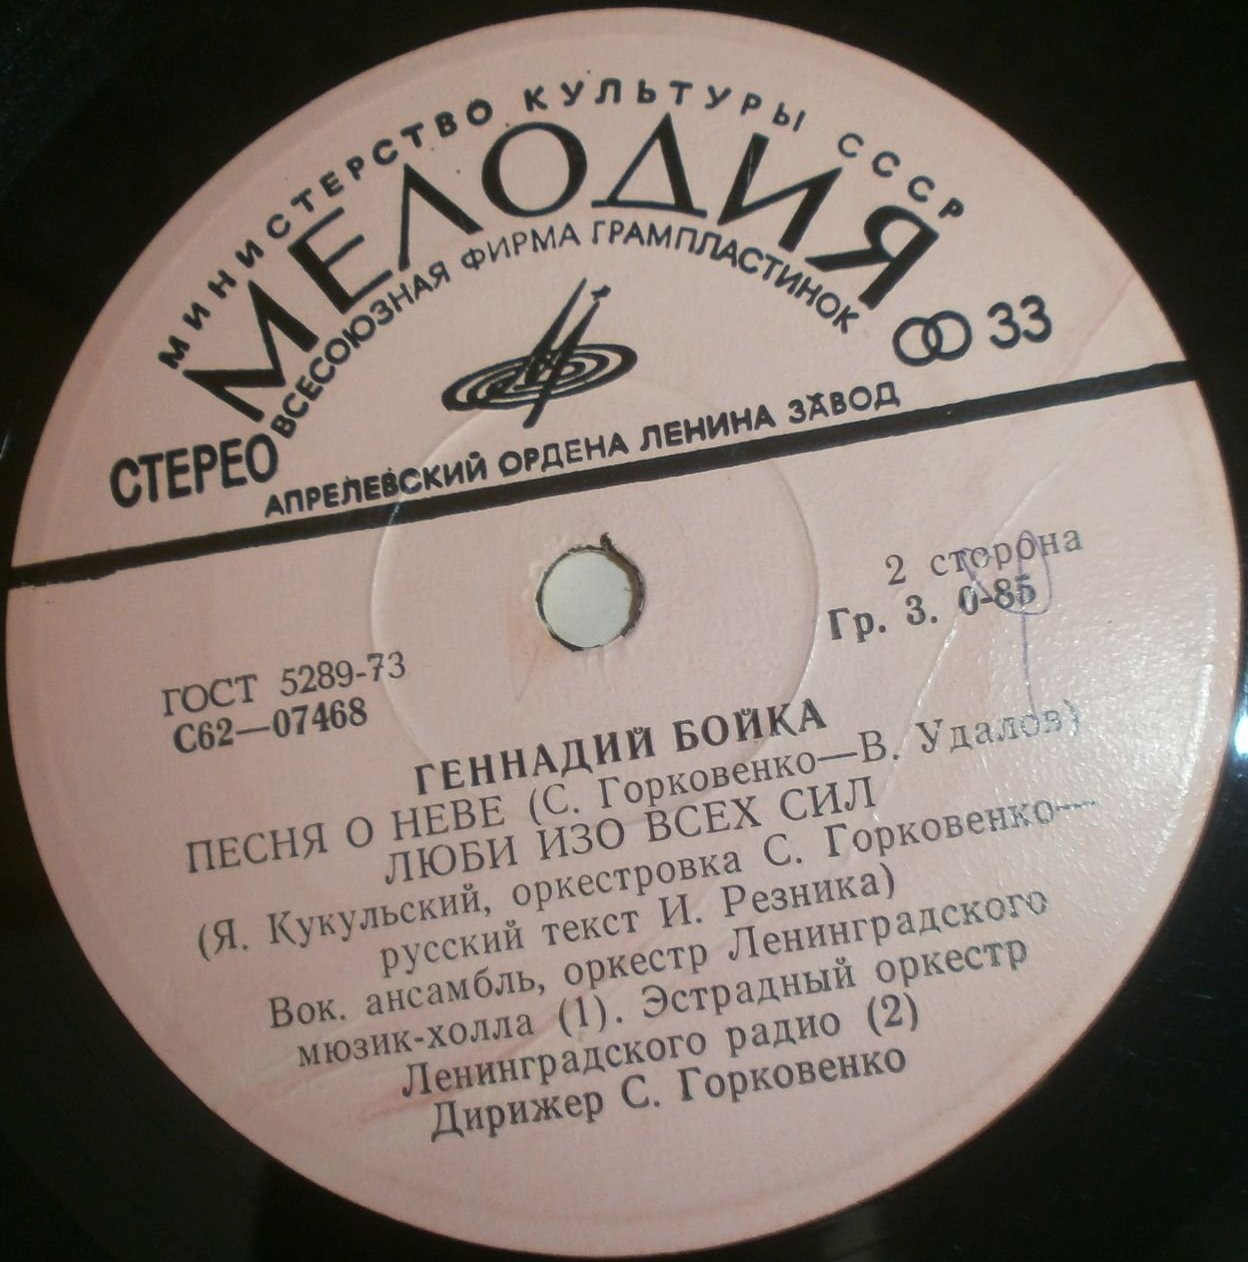 МИНИСТЕРСТВО КУЛЬТУРЫ СССР
МЕЛОДИЯ
ВСЕСОЮЗНАЯ ФИРМА ГРАМПЛАСТИНОК
33
СТЕРЕО
АПРЕЛЕВСКИЙ ОРДЕНА ЛЕНИНА ЗАВОД
2 сторона
Гр. 3. 0-85
ГОСТ 5289-73
С62—07468
ГЕННАДИЙ БОЙКА
ПЕСНЯ О НЕВЕ (С. Горковенко—В. Удалов)
ЛЮБИ ИЗО ВСЕХ СИЛ
(Я. Кукульский, оркестровка С. Горковенко—
русский текст И. Резника)
Вок. ансамбль, оркестр Ленинградского
мюзик-холла (1). Эстрадный оркестр
Ленинградского радио (2)
Дирижер С. Горковенко